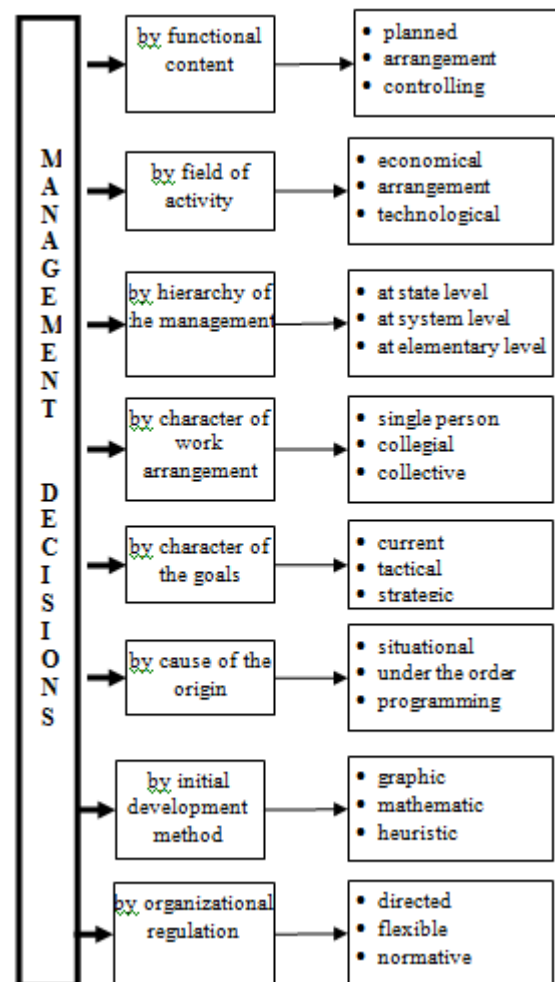 MANAGEMENT DECISIONS
by functional
content
• planned
• arrangement
• controlling
by field of
activity
• economical
• arrangement
• technological
by hierarchy of
the management
• at state level
• at system level
• at elementary level
by character of
work
arrangement
• single person
• collegial
• collective
by character of
the goals
• current
• tactical
• strategic
by cause of the
origin
• situational
• under the order
• programming
by initial
development
method
• graphic
• mathematic
• heuristic
by organizational
regulation
• directed
• flexible
• normative